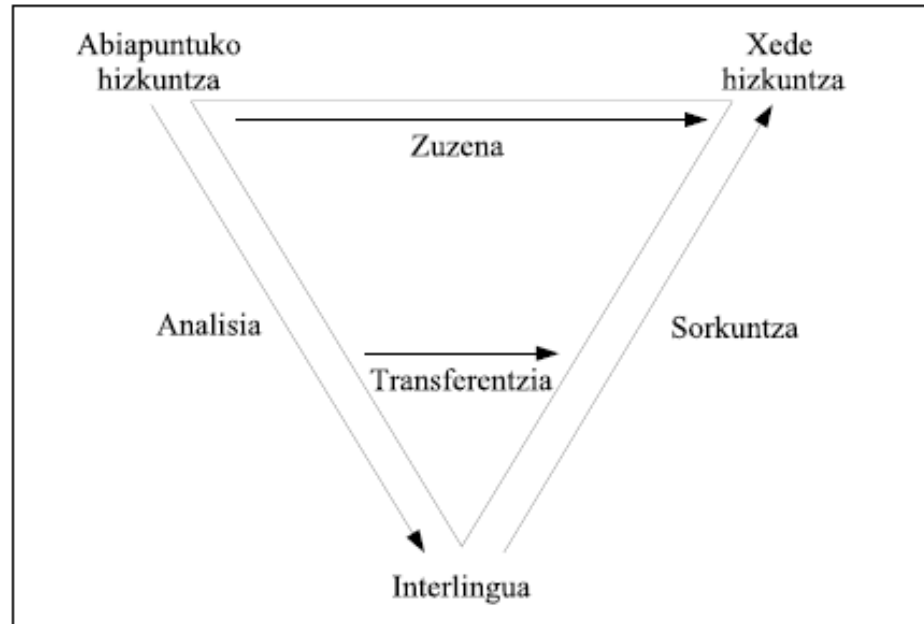 Abiapuntuko
hizkuntza
Xede
hizkuntza
Zuzena
Analisia
Sorkuntza
Transferentzia
Interlingua